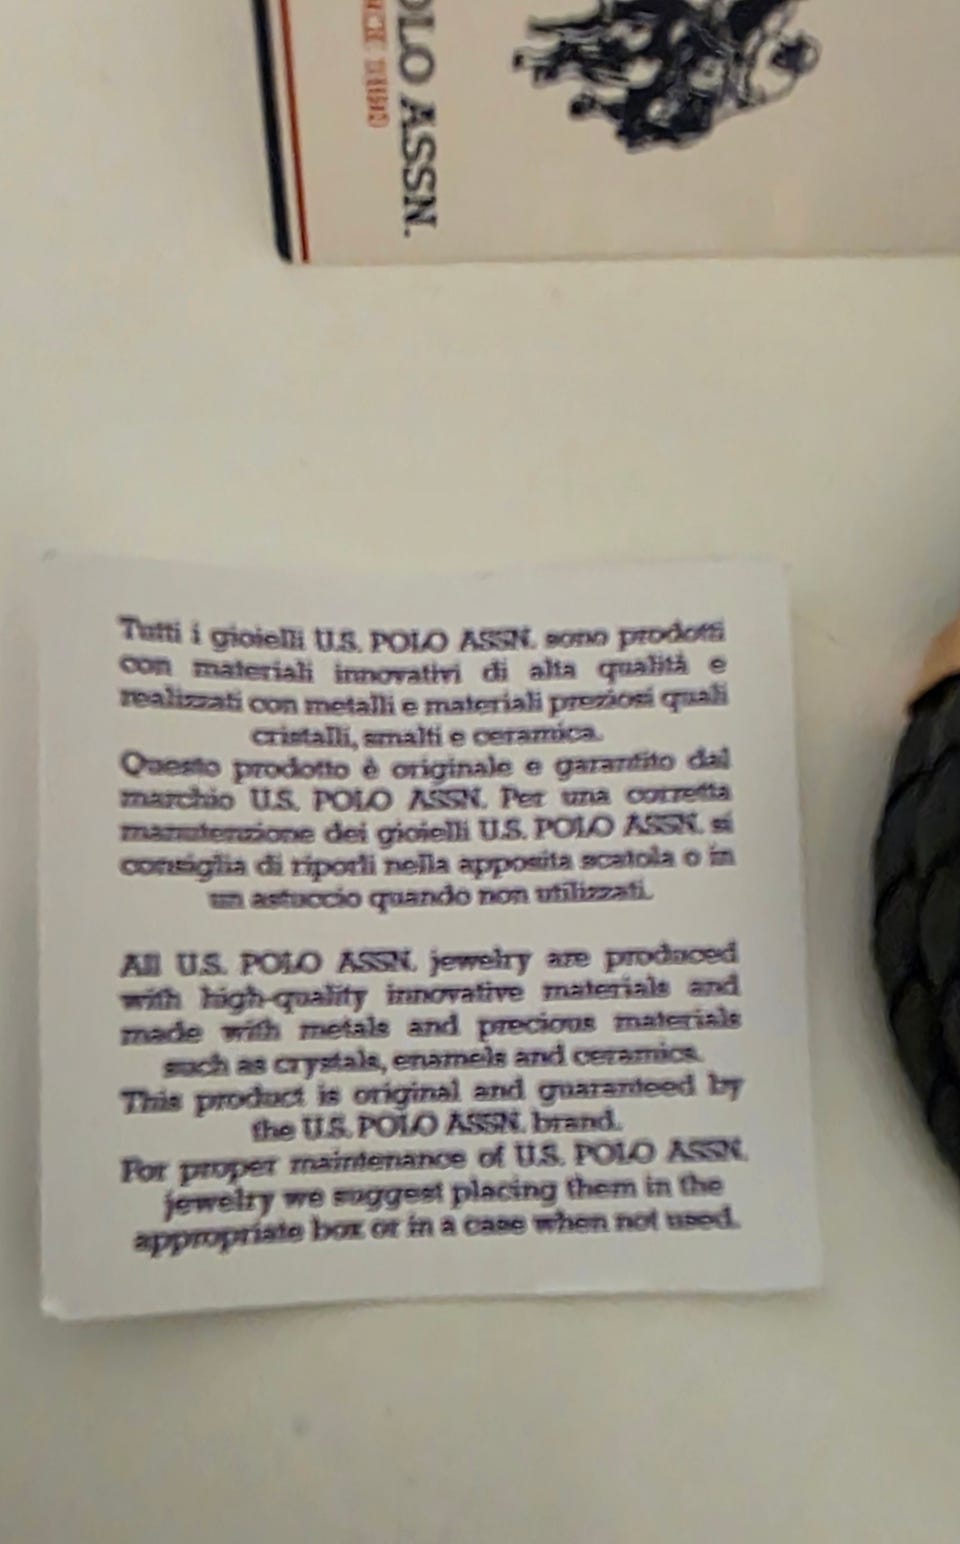 OLO ASSN.
Tutti i gioielli U.S. POLO ASSN. sono prodotti
con materiali innovativi di alta qualità e
realizzati con metalli e materiali preziosi quali
cristalli, smalti e ceramica.
Questo prodotto è originale e garantito dal
marchio U.S. POLO ASSN. Per una corretta
manutenzione dei gioielli U.S. POLO ASSN. si
consiglia di riporli nella apposita scatola o in
un astuccio quando non utilizzati.
All U.S. POLO ASSN. jewelry are produced
with high-quality innovative materials and
made with metals and precious materials
such as crystals, enamels and ceramics.
This product is original and guaranteed by
the U.S. POLO ASSN. brand.
For proper maintenance of U.S. POLO ASSN.
jewelry we suggest placing them in the
appropriate box or in a case when not used.